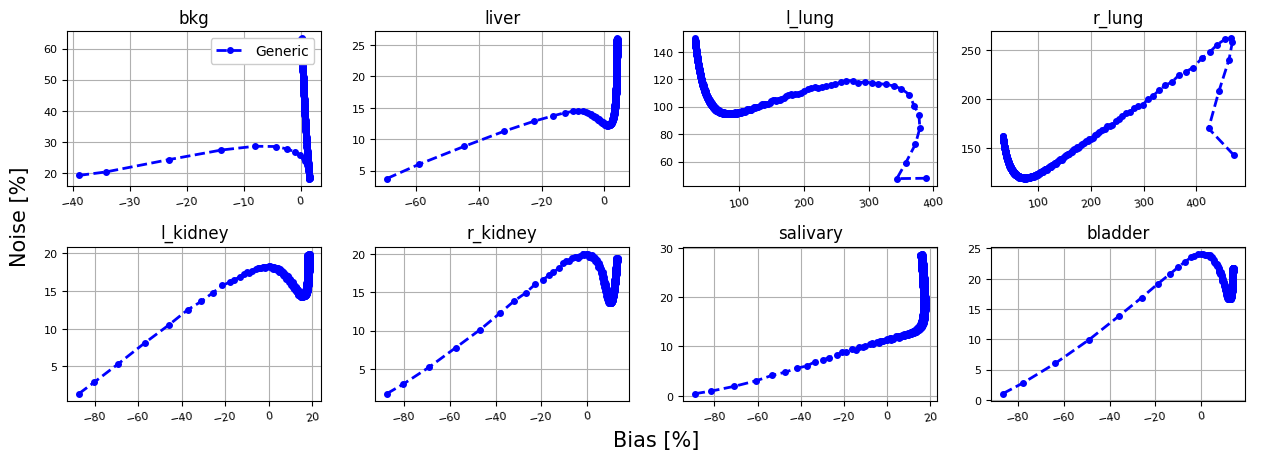 bkg liver l_lung r_lung
Generic
60
50
40
30
20
−40 −30 −20 −10 0
25
20
15
10
5
−60 −40 −20 0
140
120
100
80
60
100 200 300 400
250
200
150
100 200 300 400
Noise [%]
l_kidney r_kidney salivary bladder
20
15
10
5
−80 −60 −40 −20 0 20
20
15
10
5
−80 −60 −40 −20 0
30
20
10
0
−80 −60 −40 −20 0 20
25
20
15
10
5
0
−80 −60 −40 −20 0
Bias [%]